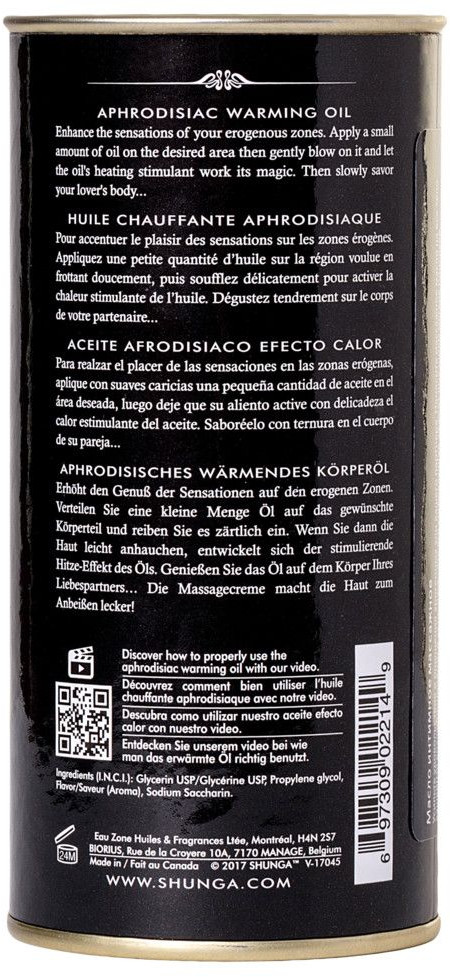 APHRODISIAC WARMING OIL
Enhance the sensations of your erogenous zones. Apply a small
amount of oil on the desired area then gently blow on it and let
the oil's heating stimulant work its magic. Then slowly savor
your lover's body...
HUILE CHAUFFANTE APHRODISIAQUE
Pour accentuer le plaisir des sensations sur les zones érogènes.
Appliquez une petite quantité d'huile sur la région voulue en
frottant doucement, puis soufflez délicatement pour activer la
chaleur stimulante de l'huile. Dégustez tendrement sur le corps
de votre partenaire...
ACEITE AFRODISIACO EFECTO CALOR
Para realzar el placer de las sensaciones en las zonas erógenas,
aplique con suaves caricias una pequeña cantidad de aceite en el
área deseada, luego deje que su aliento active con delicadeza el
calor estimulante del aceite. Saboréelo con ternura en el cuerpo
de su pareja...
APHRODISISCHES WÄRMENDES KÖRPERÖL
Erhöht den Genuß der Sensationen auf den erogenen Zonen.
Verteilen Sie eine kleine Menge Öl auf das gewünschte
Körperteil und reiben Sie es zärtlich ein. Wenn Sie dann die
Haut leicht anhauchen, entwickelt sich der stimulierende
Hitze-Effekt des Öls. Genießen Sie das Öl auf dem Körper Ihres
Liebespartners... Die Massagecreme macht die Haut zum
Anbeißen lecker!
Discover how to properly use the
aphrodisiac warming oil with our video.
Découvrez comment bien utiliser l'huile
chauffante aphrodisiaque avec notre video.
Descubra como utilizar nuestro aceite efecto
calor con nuestro video.
Entdecken Sie unserem video bei wie
man das erwärmte Öl richtig benutzt.
Ingredients (I.N.C.I.): Glycerin USP/Glycérine USP, Propylene glycol,
Flavor/Saveur (Aroma), Sodium Saccharin.
24M
Eau Zone Huiles & Fragrances Ltée, Montréal, H4N 2S7
BIORIUS, Rue de la Croyere 10A, 7170 MANAGE, Belgium
Made in / Fait au Canada © 2017 SHUNGA™ V-17045
WWW.SHUNGA.COM
6 97309 02214 9